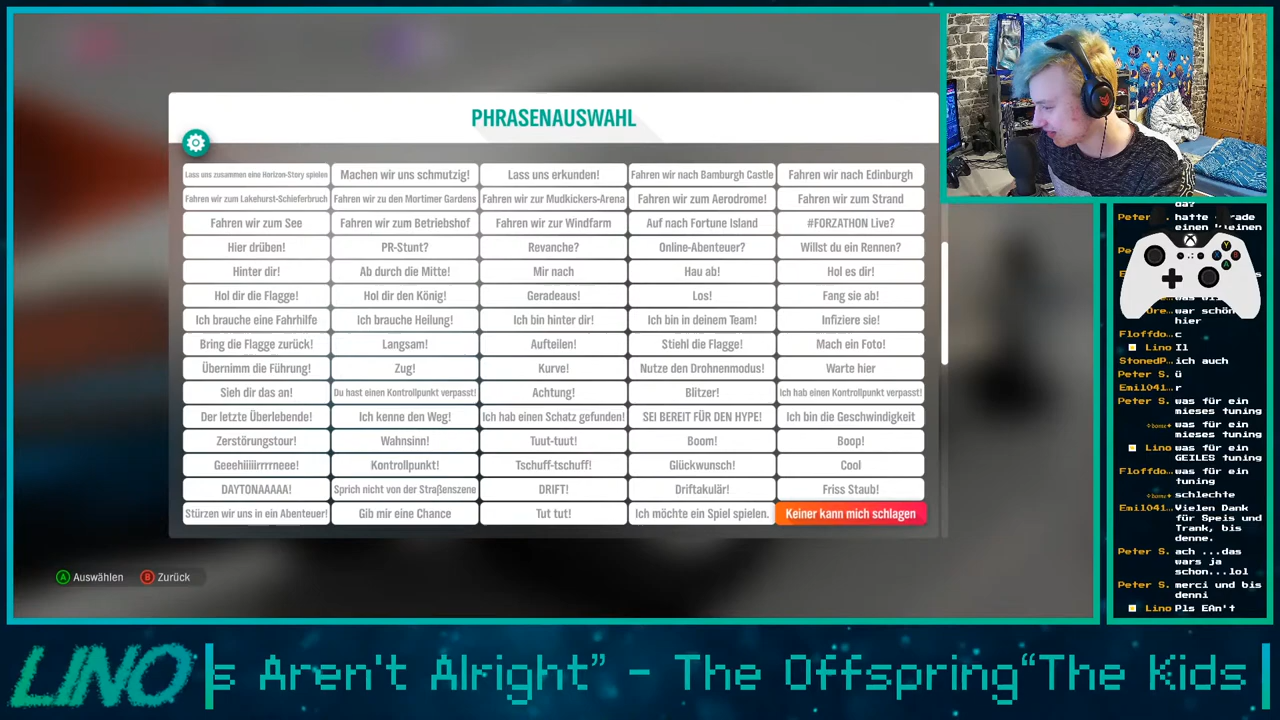 PHRASENAUSWAHL
Lass uns zusammen eine Horizon-Story spielen
Machen wir uns schmutzig!
Lass uns erkunden!
Fahren wir nach Bamburgh Castle
Fahren wir nach Edinburgh
Fahren wir zum Lakehurst-Schieferbruch
Fahren wir zu den Mortimer Gardens
Fahren wir zur Mudkickers-Arena
Fahren wir zum Aerodrome!
Fahren wir zum Strand
Fahren wir zum See
Fahren wir zum Betriebshof
Fahren wir zur Windfarm
Auf nach Fortune Island
#FORZATHON Live?
Hier drüben!
PR-Stunt?
Revanche?
Online-Abenteuer?
Willst du ein Rennen?
Hinter dir!
Ab durch die Mitte!
Mir nach
Hau ab!
Hol es dir!
Hol dir die Flagge!
Hol dir den König!
Geradeaus!
Los!
Fang sie ab!
Ich brauche eine Fahrhilfe
Ich brauche Heilung!
Ich bin hinter dir!
Ich bin in deinem Team!
Infiziere sie!
Bring die Flagge zurück!
Langsam!
Aufteilen!
Stiehl die Flagge!
Mach ein Foto!
Übernimm die Führung!
Zug!
Kurve!
Nutze den Drohnenmodus!
Warte hier
Sieh dir das an!
Du hast einen Kontrollpunkt verpasst!
Achtung!
Blitzer!
Ich hab einen Kontrollpunkt verpasst!
Der letzte Überlebende!
Ich kenne den Weg!
Ich hab einen Schatz gefunden!
SEI BEREIT FÜR DEN HYPE!
Ich bin die Geschwindigkeit
Zerstörungstour!
Wahnsinn!
Tuut-tuut!
Boom!
Boop!
Geeehiiiiirrrrneee!
Kontrollpunkt!
Tschuff-tschuff!
Glückwunsch!
Cool
DAYTONAAAAA!
Sprich nicht von der Straßenszene
DRIFT!
Driftakulär!
Friss Staub!
Stürzen wir uns in ein Abenteuer!
Gib mir eine Chance
Tut tut!
Ich möchte ein Spiel spielen.
Keiner kann mich schlagen
A Auswählen
B Zurück
da?
Peter
hatte
einen
hier
Floffdo… c
Lino Il
StonedP… ich auch
Peter S. ü
Emil041… r
Peter S. was für ein
mieses tuning
was für ein
mieses tuning
Lino was für ein
GEILES tuning
Floffdo… was für ein
tuning
schlechte
Emil041… Vielen Dank
für Speis und
Trank, bis
denne.
Peter S. ach ...das
wars ja
schon...lol
Peter S. merci und bis
denni
Lino Pls EAn't
LINO
s Aren't Alright” - The Offspring“The Kids